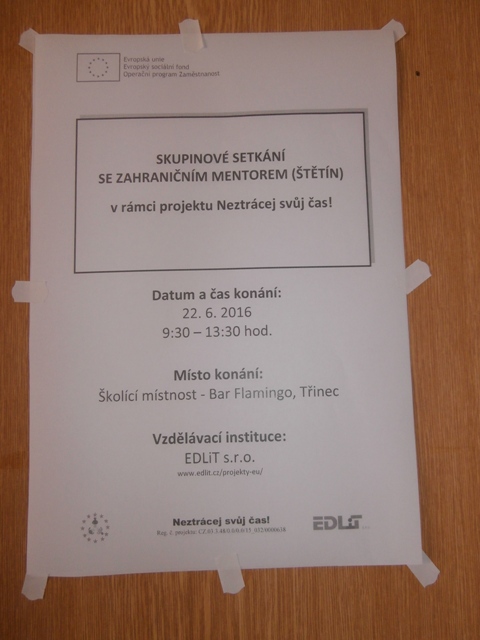 Evropská unie
Evropský sociální fond
Operační program Zaměstnanost
SKUPINOVÉ SETKÁNÍ
SE ZAHRANIČNÍM MENTOREM (ŠTĚTÍN)
v rámci projektu Neztrácej svůj čas!
Datum a čas konání:
22. 6. 2016
9:30 – 13:30 hod.
Místo konání:
Školící místnost - Bar Flamingo, Třinec
Vzdělávací instituce:
EDLiT s.r.o.
www.edlit.cz/projekty-eu/
Neztrácej svůj čas!
Reg. č. projektu:
EDLiT